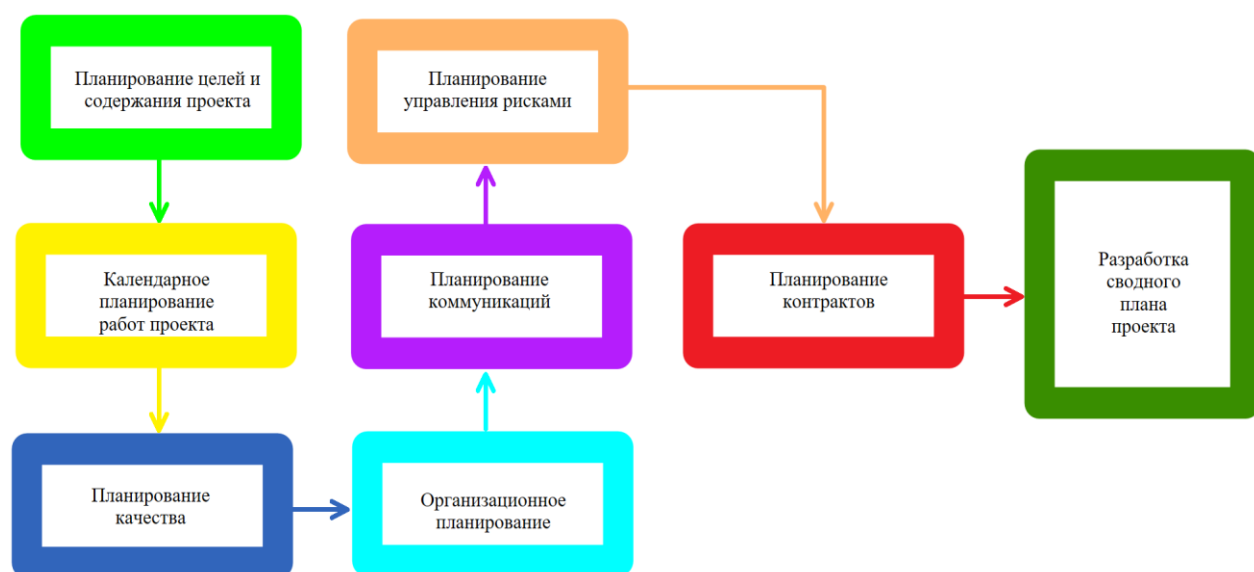 Планирование целей и
содержания проекта
Календарное
планирование
работ проекта
Планирование
качества
Организационное
планирование
Планирование
коммуникаций
Планирование
управления рисками
Планирование
контрактов
Разработка
сводного
плана
проекта